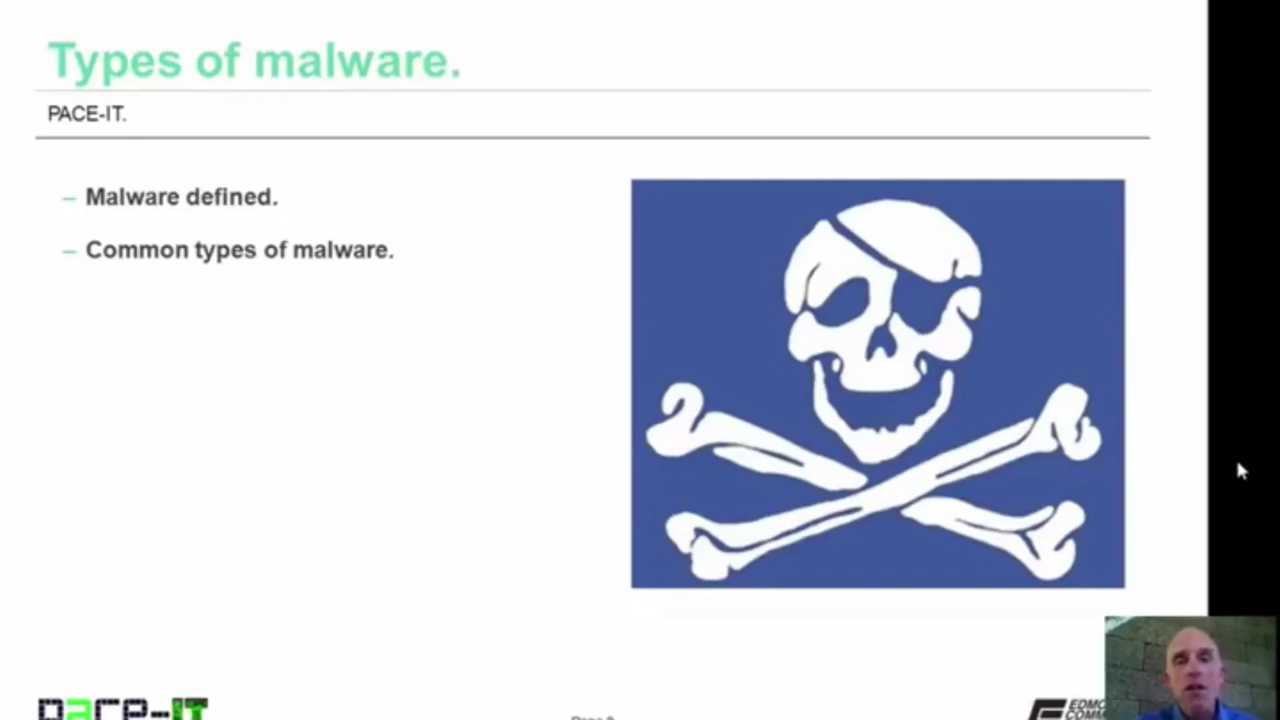 Types of malware.
PACE-IT.
– Malware defined.
– Common types of malware.
pace-IT